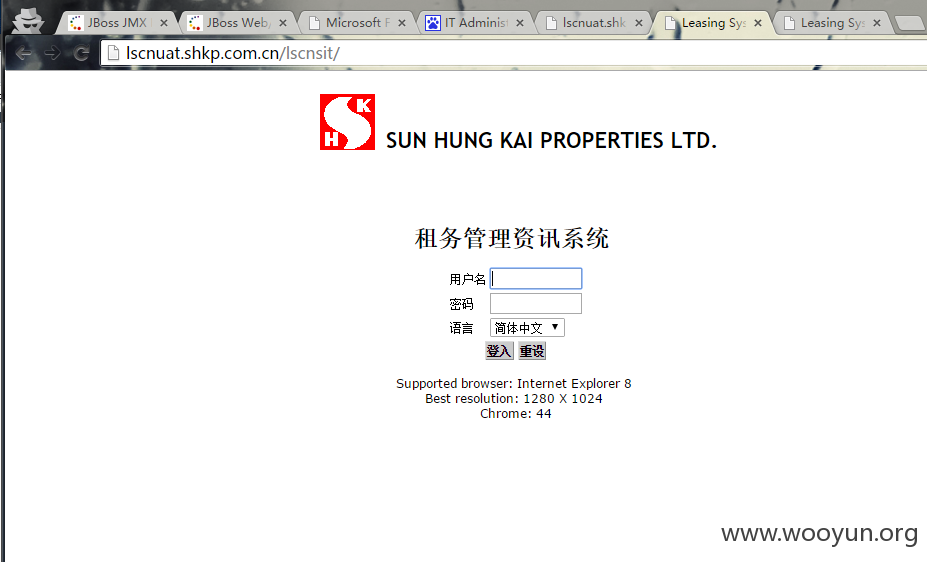 JBoss JMX
JBoss Web
Microsoft F
IT Administ
lscnuat.shk
Leasing Sys
Leasing Sys
lscnuat.shkp.com.cn/lscnsit/
S K H
SUN HUNG KAI PROPERTIES LTD.
租务管理资讯系统
用户名
密码
语言 简体中文
登入 重设
Supported browser: Internet Explorer 8
Best resolution: 1280 X 1024
Chrome: 44
www.wooyun.org